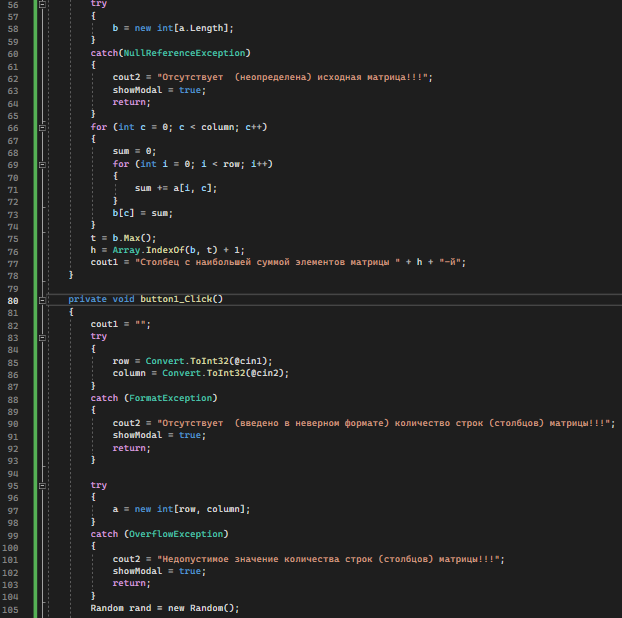 56 try
57 {
58 b = new int[a.Length];
59 }
60 catch(NullReferenceException)
61 {
62 cout2 = "Отсутствует  (неопределена) исходная матрица!!!";
63 showModal = true;
64 return;
65 }
66 for (int c = 0; c < column; c++)
67 {
68 sum = 0;
69 for (int i = 0; i < row; i++)
70 {
71 sum += a[i, c];
72 }
73 b[c] = sum;
74 }
75 t = b.Max();
76 h = Array.IndexOf(b, t) + 1;
77 cout1 = "Столбец с наибольшей суммой элементов матрицы " + h + "-й";
78 }
79
80 private void button1_Click()
81 {
82 cout1 = "";
83 try
84 {
85 row = Convert.ToInt32(@cin1);
86 column = Convert.ToInt32(@cin2);
87 }
88 catch (FormatException)
89 {
90 cout2 = "Отсутствует  (введено в неверном формате) количество строк (столбцов) матрицы!!!";
91 showModal = true;
92 return;
93 }
94
95 try
96 {
97 a = new int[row, column];
98 }
99 catch (OverflowException)
100 {
101 cout2 = "Недопустимое значение количества строк (столбцов) матрицы!!!";
102 showModal = true;
103 return;
104 }
105 Random rand = new Random();